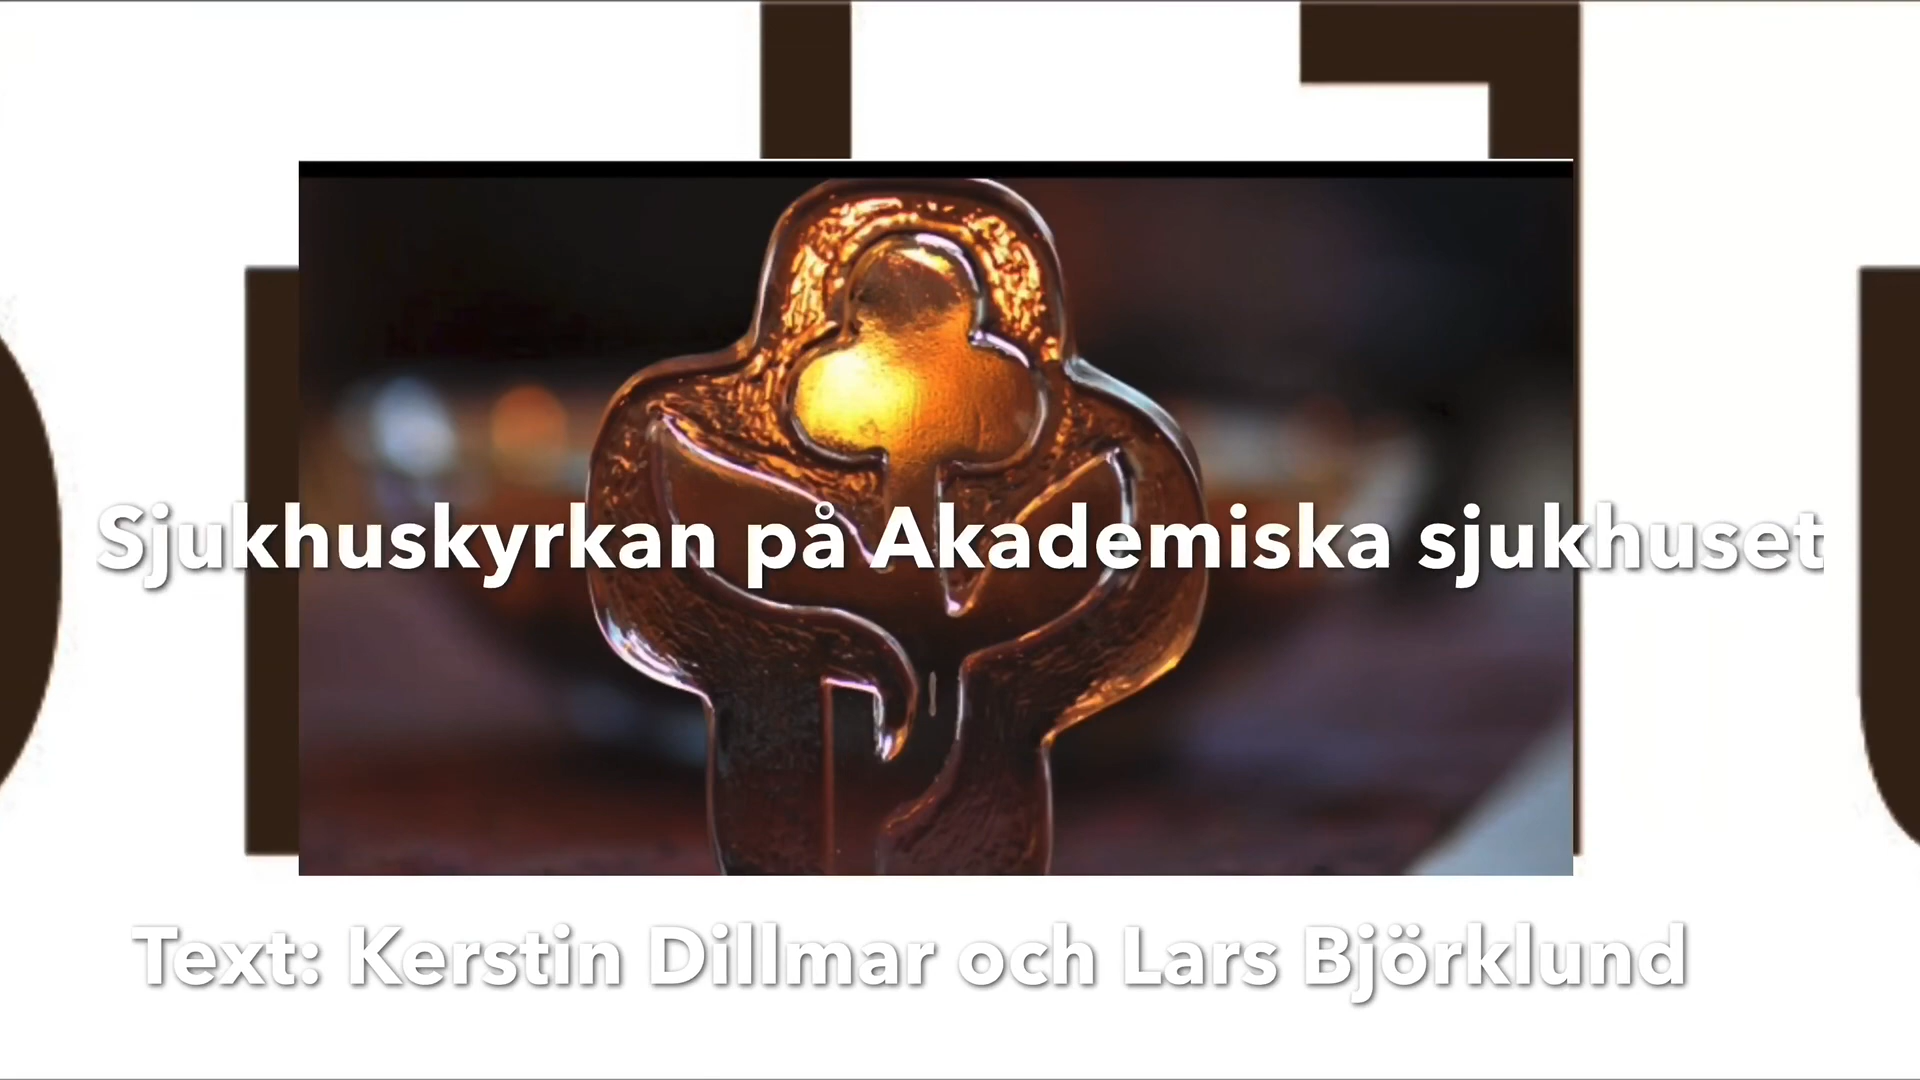 Sjukhuskyrkan på Akademiska sjukhuset
Text: Kerstin Dillmar och Lars Björklund